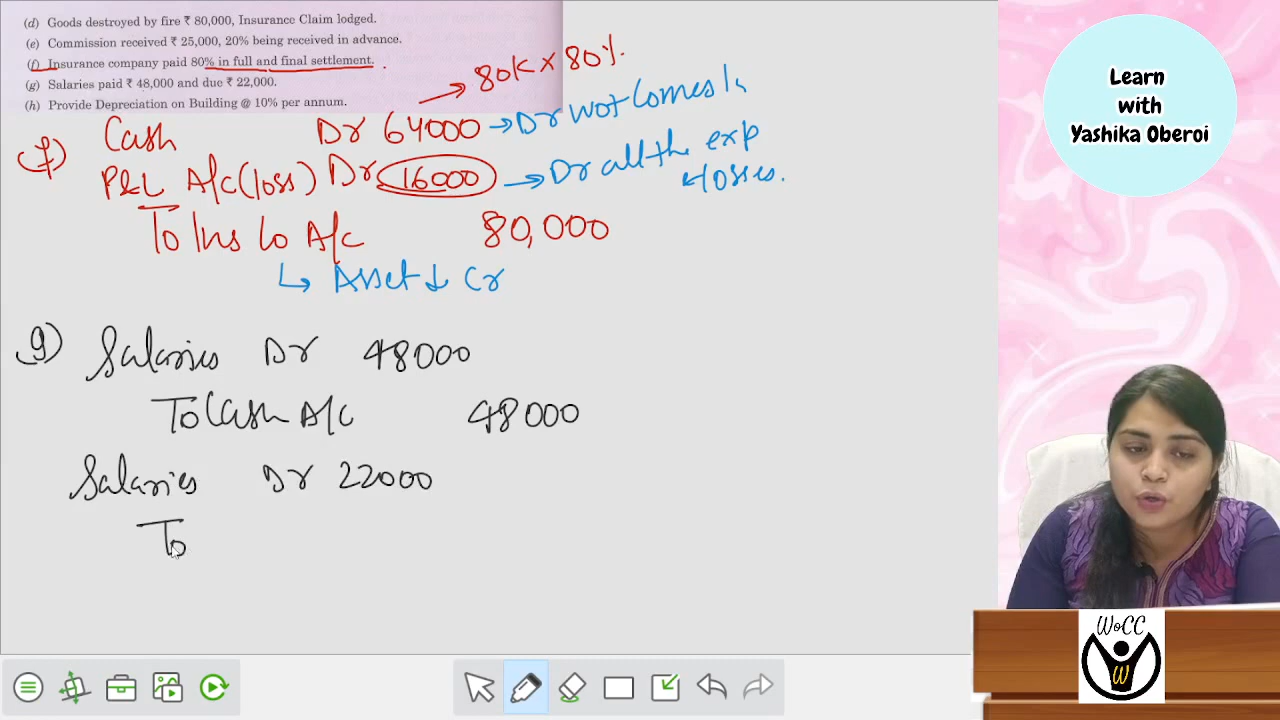 (d) Goods destroyed by fire ₹ 80,000, Insurance Claim lodged.
(e) Commission received ₹ 25,000, 20% being received in advance.
(f) Insurance company paid 80% in full and final settlement.
(g) Salaries paid ₹ 48,000 and due ₹ 22,000.
(h) Provide Depreciation on Building @ 10% per annum.
→ 80K × 80%
f) Cash Dr 64000 → Dr wot Comes In
P&L A/c (loss) Dr 16000 → Dr all the exp
& losses.
To Ins Co A/c 80,000
↳ Asset ↓ Cr
g) Salaries Dr 48000
To Cash A/c 48000
Salaries Dr 22000
To
Learn
with
Yashika Oberoi
WoCC
W